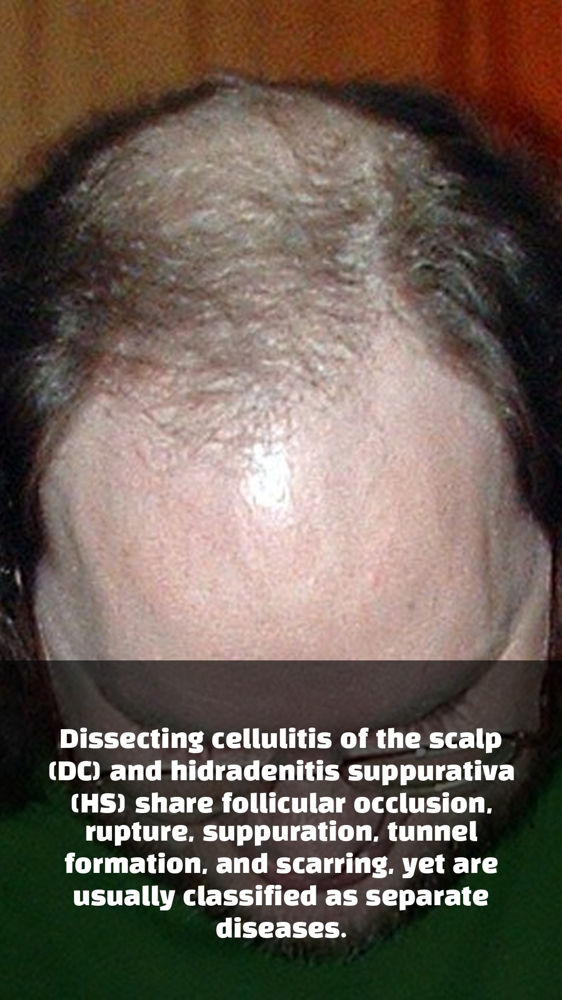 Dissecting cellulitis of the scalp
(DC) and hidradenitis suppurativa
(HS) share follicular occlusion,
rupture, suppuration, tunnel
formation, and scarring, yet are
usually classified as separate
diseases.